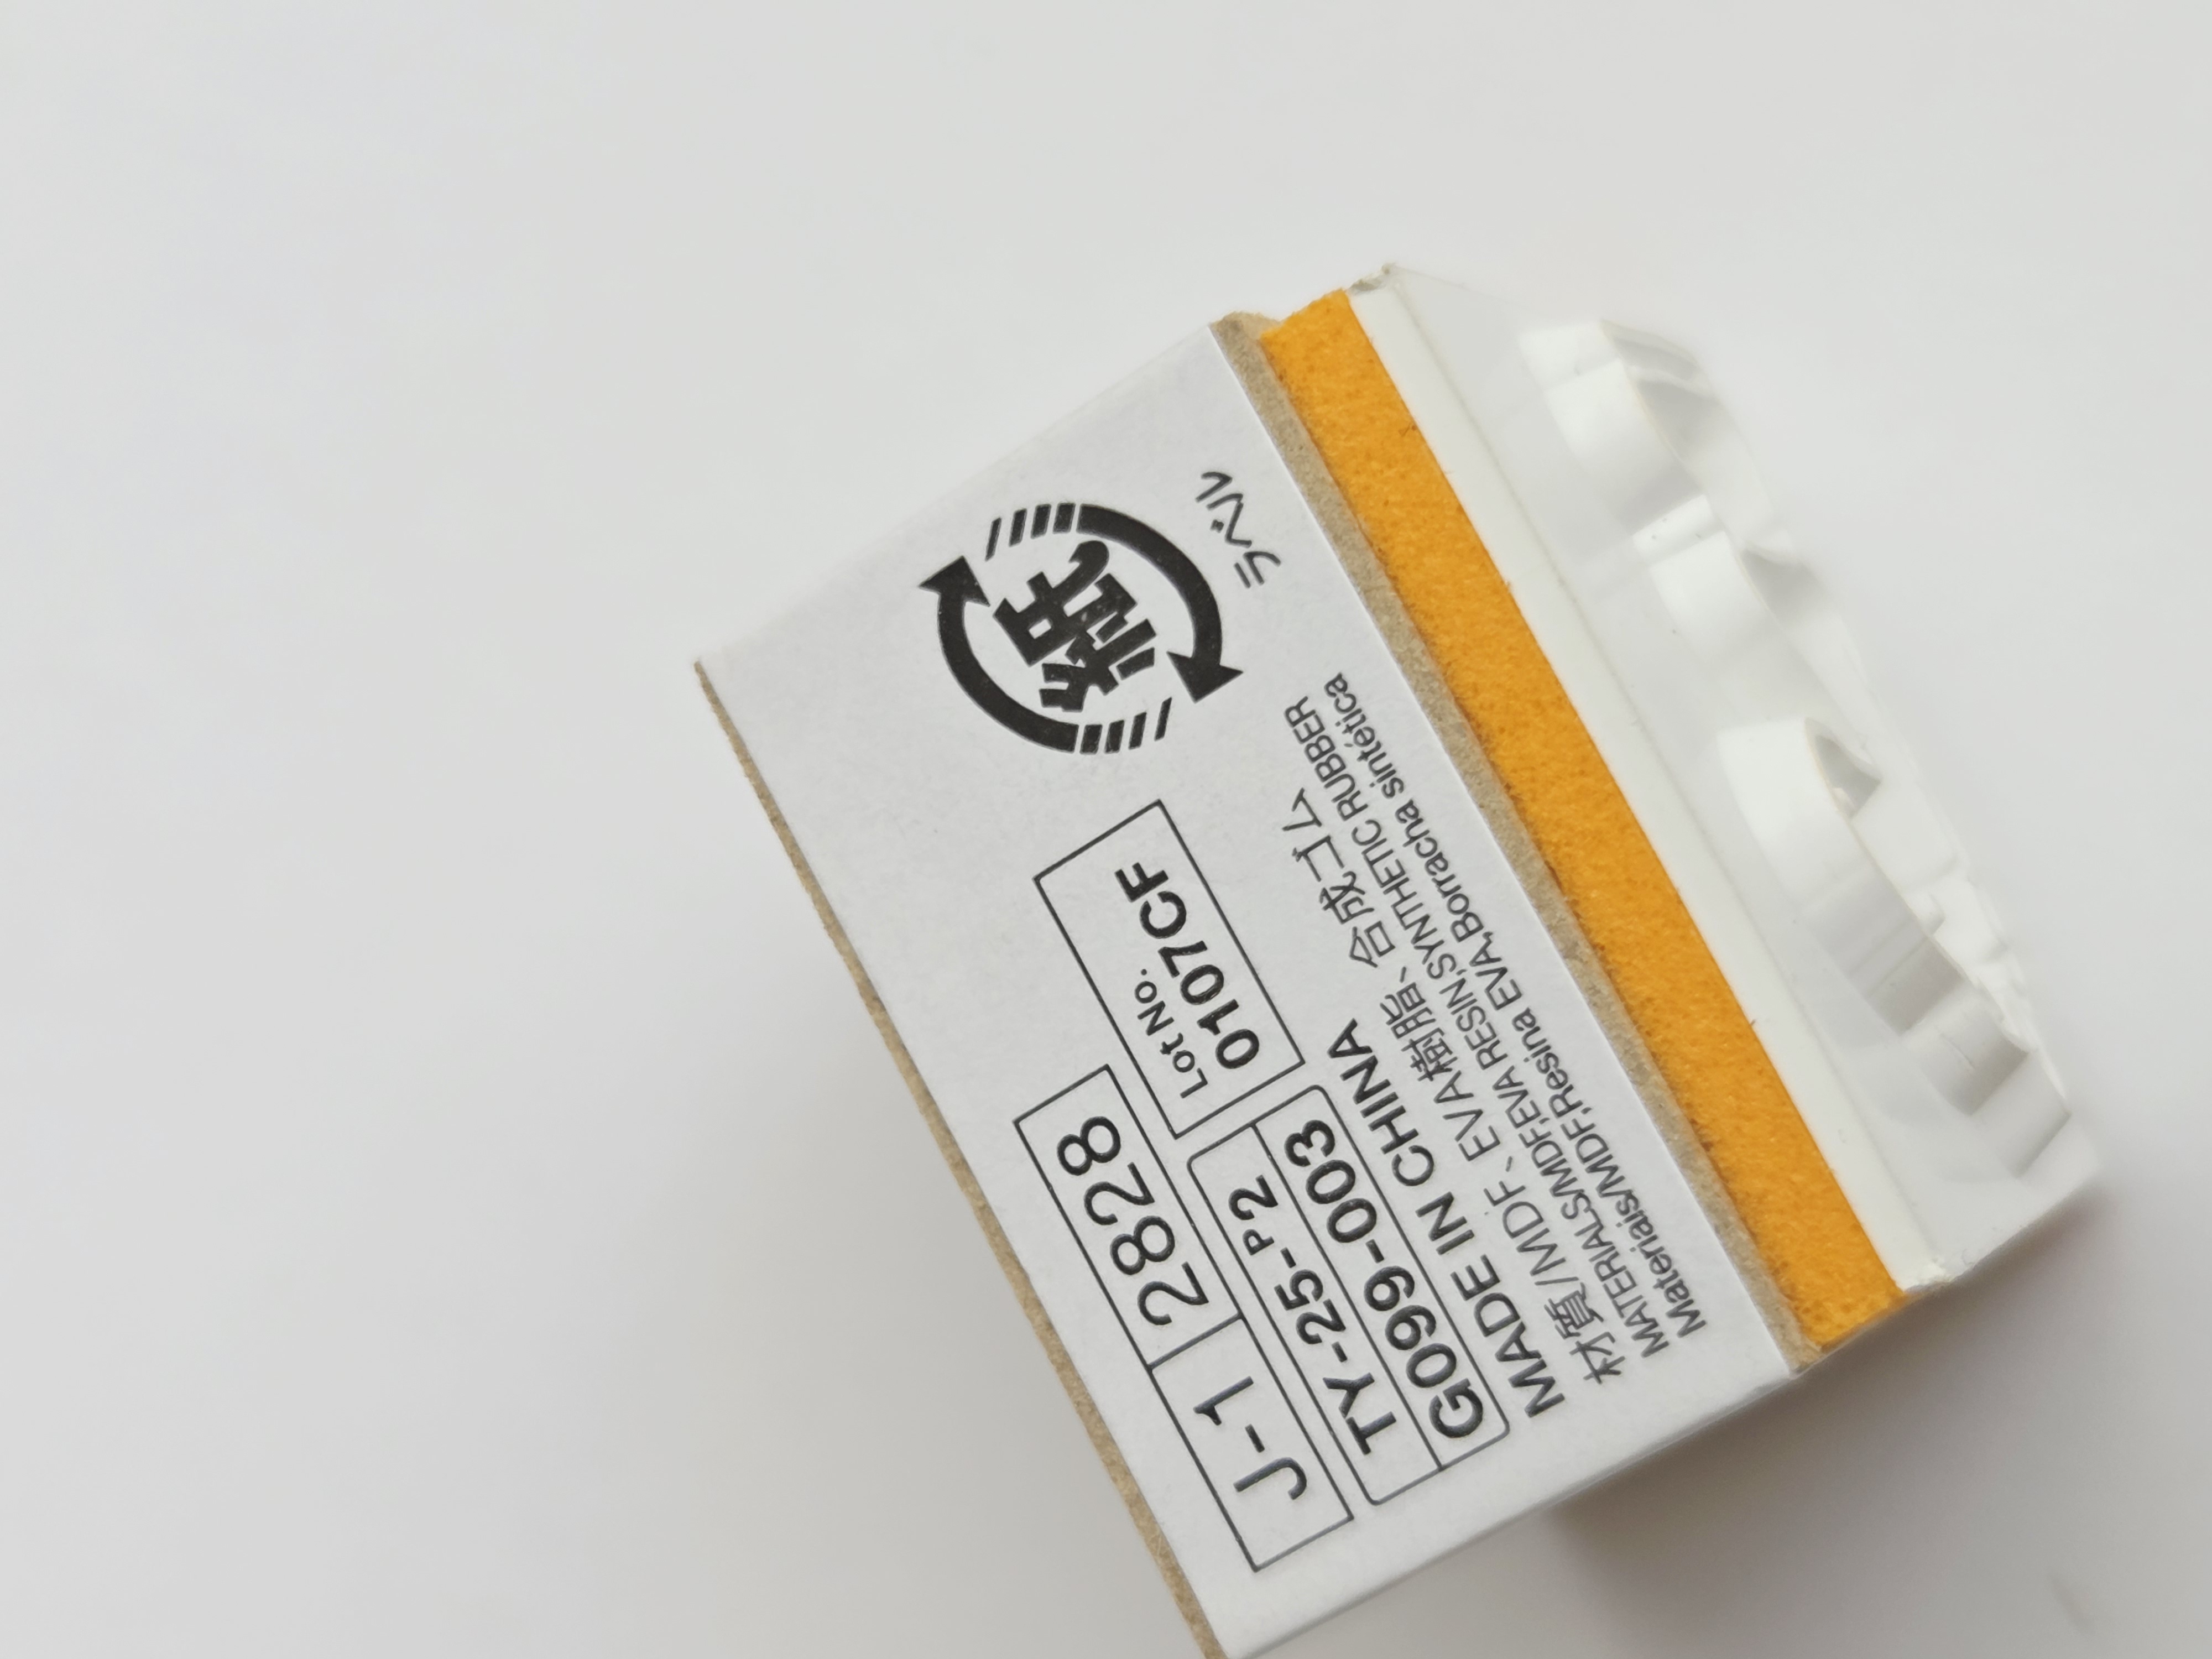 J-1 2828
Lot No.
0107CF
TY-25-P2
G099-003
MADE IN CHINA
材質/MDF、EVA樹脂、合成ゴム
MATERIALS/MDF,EVA RESIN,SYNTHETIC RUBBER
Materiais/MDF,Resina EVA,Borracha sintética
紙
ラベル